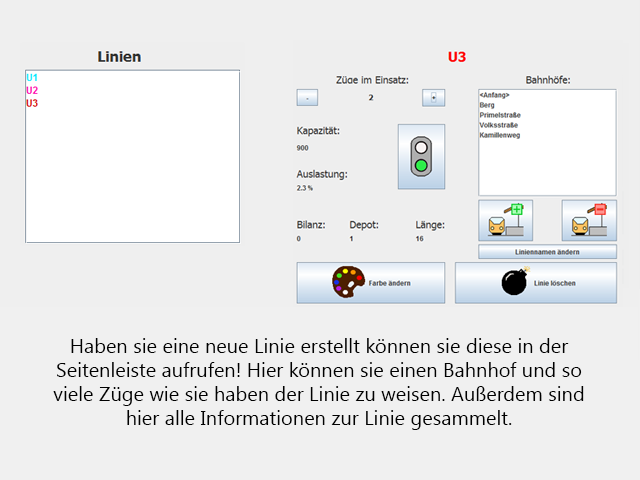 Linien
U1
U2
U3
U3
Züge im Einsatz:
- 2 +
Kapazität:
900
Auslastung:
2.3 %
Bilanz: Depot: Länge:
0 1 16
Bahnhöfe:
<Anfang>
Berg
Primelstraße
Volksstraße
Kamillenweg
Liniennamen ändern
Farbe ändern
Linie löschen
Haben sie eine neue Linie erstellt können sie diese in der
Seitenleiste aufrufen! Hier können sie einen Bahnhof und so
viele Züge wie sie haben der Linie zu weisen. Außerdem sind
hier alle Informationen zur Linie gesammelt.